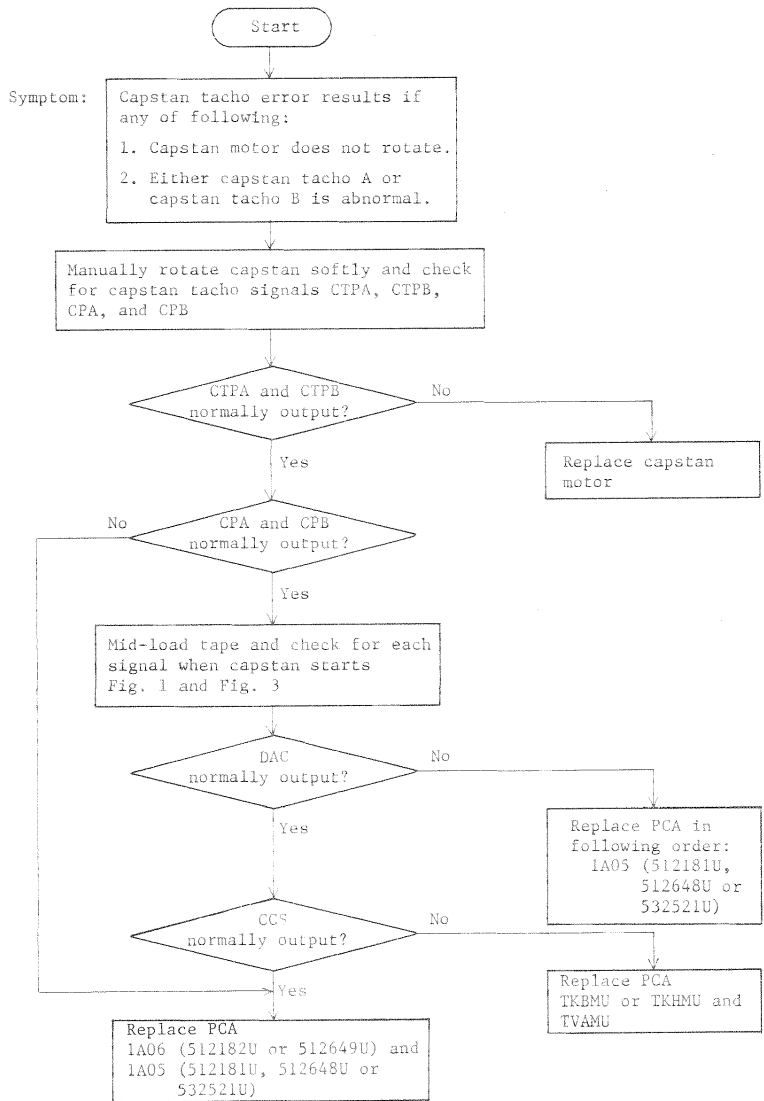 Start
Symptom:
Capstan tacho error results if
any of following:
1. Capstan motor does not rotate.
2. Either capstan tacho A or
capstan tacho B is abnormal.
Manually rotate capstan softly and check
for capstan tacho signals CTPA, CTPB,
CPA, and CPB
CTPA and CTPB
normally output?
No
Replace capstan
motor
Yes
CPA and CPB
normally output?
No
Yes
Mid-load tape and check for each
signal when capstan starts
Fig. 1 and Fig. 3
DAC
normally output?
No
Replace PCA in
following order:
1A05 (512181U,
512648U or
532521U)
Yes
CCS
normally output?
No
Replace PCA
TKBMU or TKHMU and
TVAMU
Yes
Replace PCA
1A06 (512182U or 512649U) and
1A05 (512181U, 512648U or
532521U)